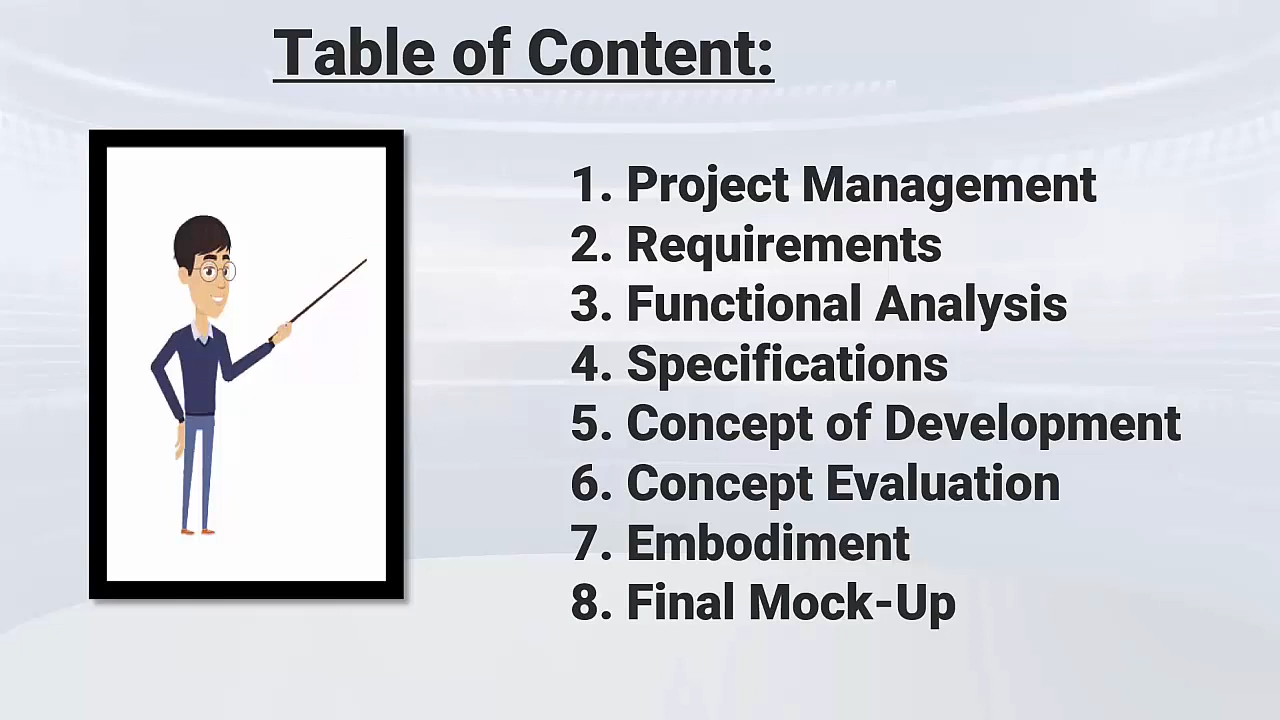 Table of Content:
1. Project Management
2. Requirements
3. Functional Analysis
4. Specifications
5. Concept of Development
6. Concept Evaluation
7. Embodiment
8. Final Mock-Up